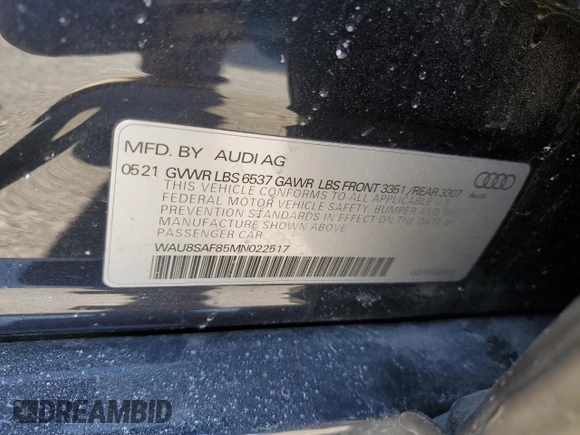 MFD. BY AUDI AG
0521 GVWR LBS 6537 GAWR LBS FRONT 3351 / REAR 3307
THIS VEHICLE CONFORMS TO ALL APPLICABLE U.S.
FEDERAL MOTOR VEHICLE SAFETY, BUMPER AND THEFT
PREVENTION STANDARDS IN EFFECT ON THE DATE OF
MANUFACTURE SHOWN ABOVE.
PASSENGER CAR
WAU8SAF85MN022517
GERMANY
Audi
DREAMBID